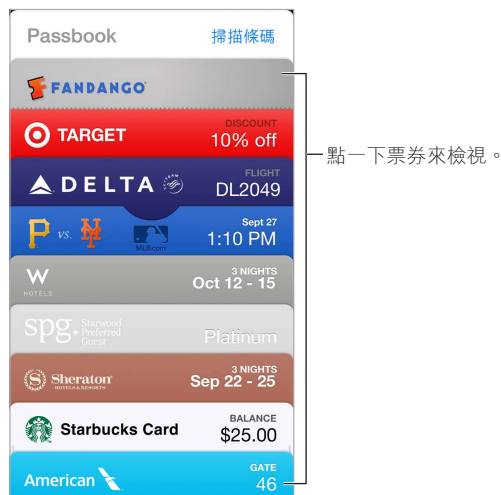 Passbook 掃描條碼
FANDANGO
TARGET
DISCOUNT
10% off
DELTA
SKYTEAM
FLIGHT
DL2049
P vs. NY
MLB.com
Sept 27
1:10 PM
W
HOTELS
3 NIGHTS
Oct 12 - 15
spg. Starwood
Preferred
Guest
Platinum
S Sheraton
HOTELS & RESORTS
3 NIGHTS
Sep 22 - 25
Starbucks Card
BALANCE
$25.00
American
GATE
46
點一下票券來檢視。